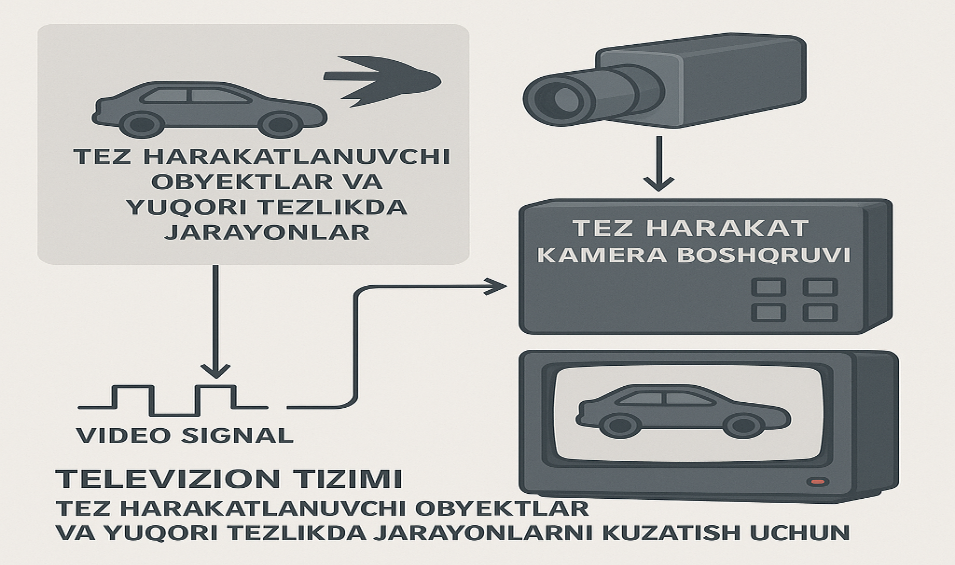 TEZ HARAKATLANUVCHI
OBYEKTLAR VA
YUQORI TEZLIKDA
JARAYONLAR
TEZ HARAKAT
KAMERA BOSHQRUVI
VIDEO SIGNAL
TELEVIZION TIZIMI
TEZ HARAKATLANUVCHI OBYEKTLAR
VA YUQORI TEZLIKDA JARAYONLARNI KUZATISH UCHUN